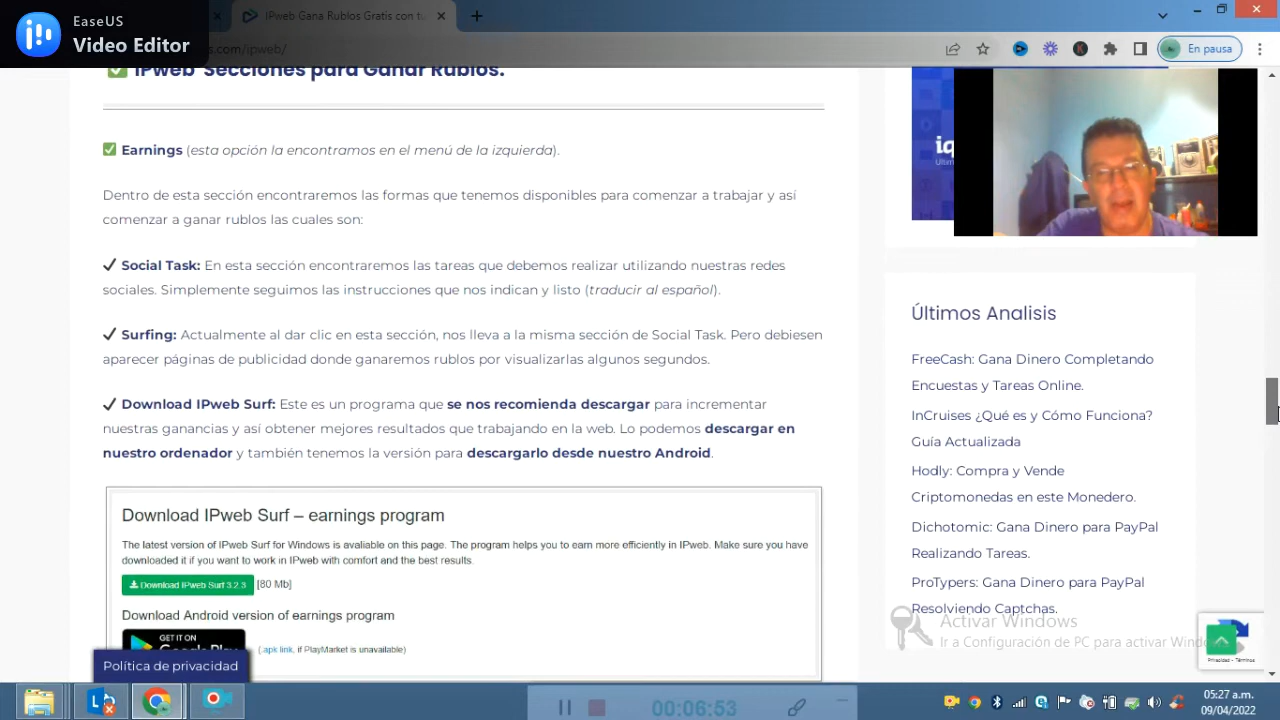 EaseUS
Video Editor
IPweb Gana Rublos Gratis con tu
s.com/ipweb/
En pausa
IPweb Secciones para Ganar Rublos.
Earnings (esta opción la encontramos en el menú de la izquierda).
Dentro de esta sección encontraremos las formas que tenemos disponibles para comenzar a trabajar y así
comenzar a ganar rublos las cuales son:
Social Task: En esta sección encontraremos las tareas que debemos realizar utilizando nuestras redes
sociales. Simplemente seguimos las instrucciones que nos indican y listo (traducir al español).
Surfing: Actualmente al dar clic en esta sección, nos lleva a la misma sección de Social Task. Pero debiesen
aparecer páginas de publicidad donde ganaremos rublos por visualizarlas algunos segundos.
Download IPweb Surf: Este es un programa que se nos recomienda descargar para incrementar
nuestras ganancias y así obtener mejores resultados que trabajando en la web. Lo podemos descargar en
nuestro ordenador y también tenemos la versión para descargarlo desde nuestro Android.
Download IPweb Surf – earnings program
The latest version of IPweb Surf for Windows is avaliable on this page. The program helps you to earn more efficiently in IPweb. Make sure you have
downloaded it if you want to work in IPweb with comfort and the best results.
Download IPweb Surf 3.2.3 [80 Mb]
Download Android version of earnings program
GET IT ON
Google Play
(.apk link, if PlayMarket is unavailable)
Política de privacidad
iq
Últimos Analisis
FreeCash: Gana Dinero Completando
Encuestas y Tareas Online.
InCruises ¿Qué es y Cómo Funciona?
Guía Actualizada
Hodly: Compra y Vende
Criptomonedas en este Monedero.
Dichotomic: Gana Dinero para PayPal
Realizando Tareas.
ProTypers: Gana Dinero para PayPal
Resolviendo Captchas.
Activar Windows
Ir a Configuración de PC para activar Windows
Privacidad - Términos
00:06:53
05:27 a.m.
09/04/2022